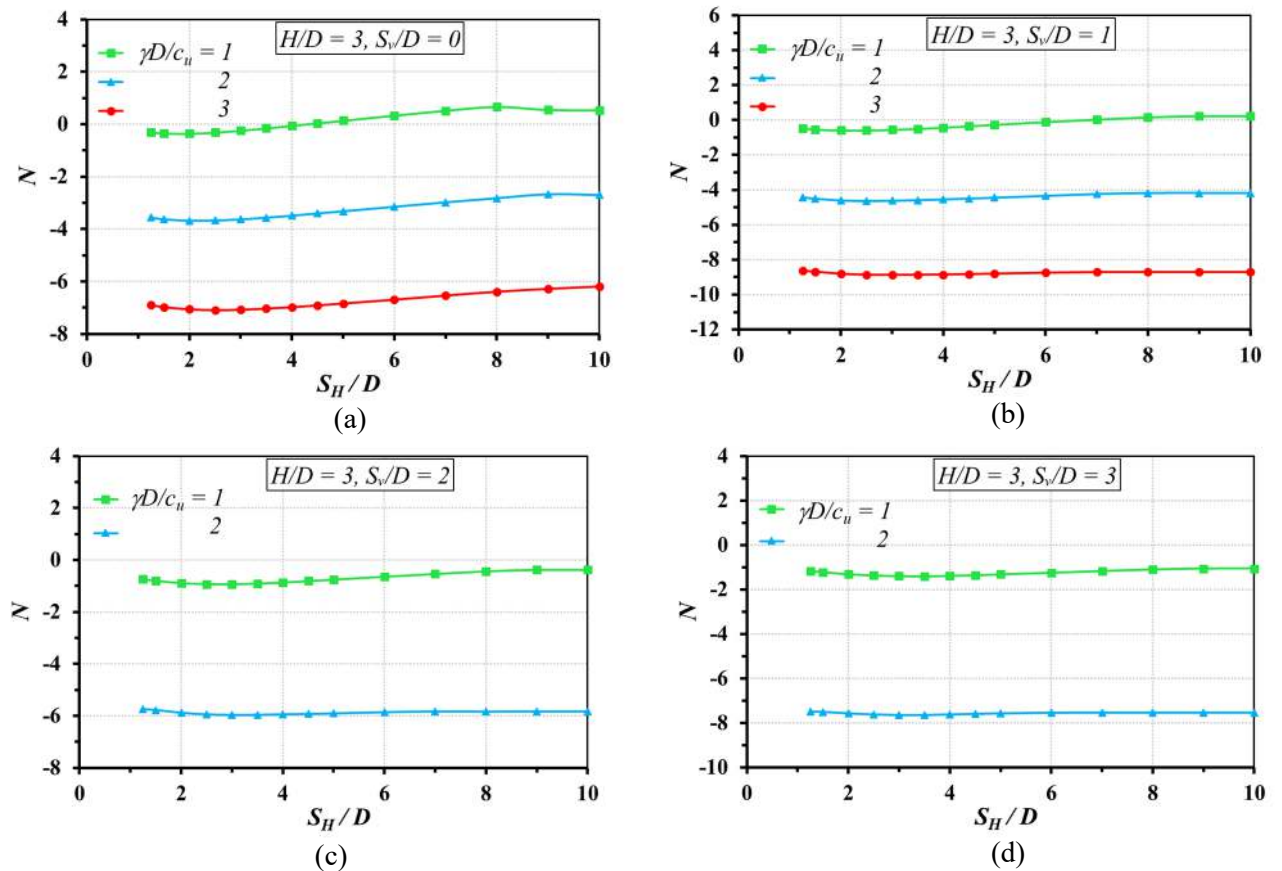 4
2
0
-2
-4
-6
-8
N
H/D = 3, Sv/D = 0
γD/cu = 1
2
3
0 2 4 6 8 10
SH / D
(a)
6
4
2
0
-2
-4
-6
-8
-10
-12
N
H/D = 3, Sv/D = 1
γD/cu = 1
2
3
0 2 4 6 8 10
SH / D
(b)
4
2
0
-2
-4
-6
-8
N
H/D = 3, Sv/D = 2
γD/cu = 1
2
0 2 4 6 8 10
SH / D
(c)
4
2
0
-2
-4
-6
-8
-10
N
H/D = 3, Sv/D = 3
γD/cu = 1
2
0 2 4 6 8 10
SH / D
(d)